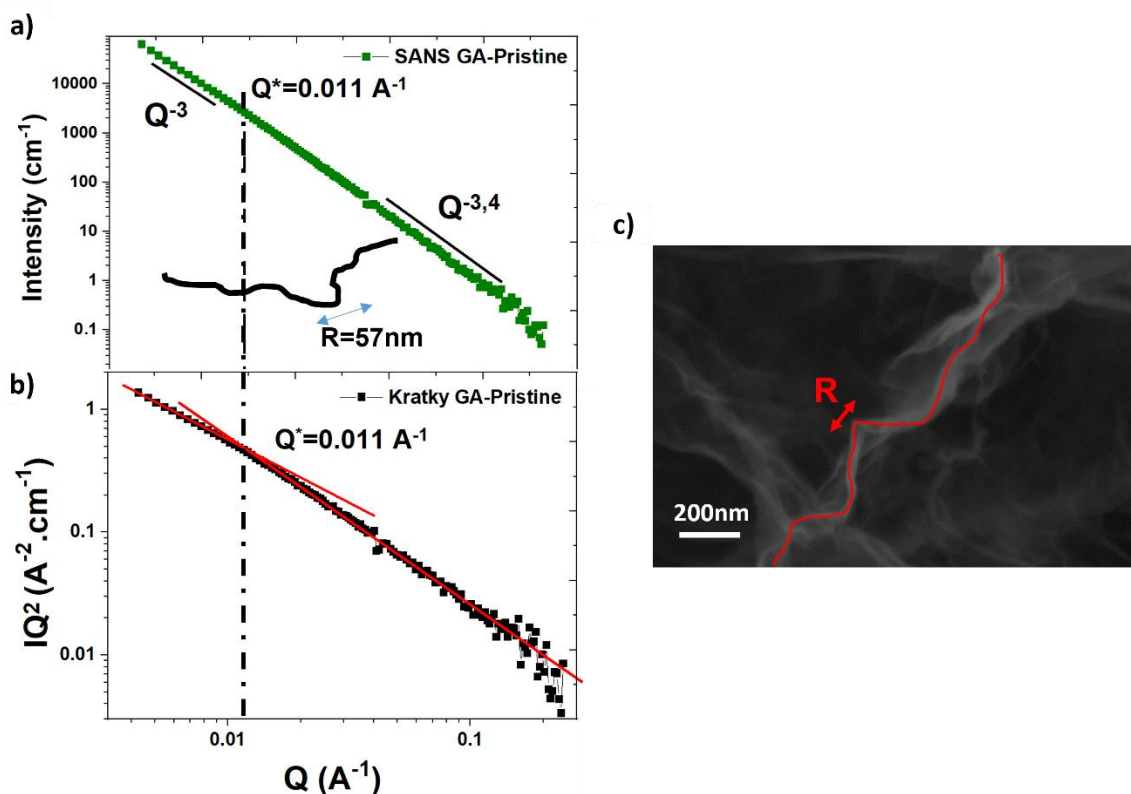 a)
SANS GA-Pristine
Q*=0.011 A⁻¹
Q⁻³
Q⁻³,⁴
R=57nm
10000
1000
100
10
1
0.1
Intensity (cm⁻¹)
b)
Kratky GA-Pristine
Q*=0.011 A⁻¹
1
0.1
0.01
IQ² (A⁻².cm⁻¹)
0.01
0.1
Q (A⁻¹)
c)
R
200nm